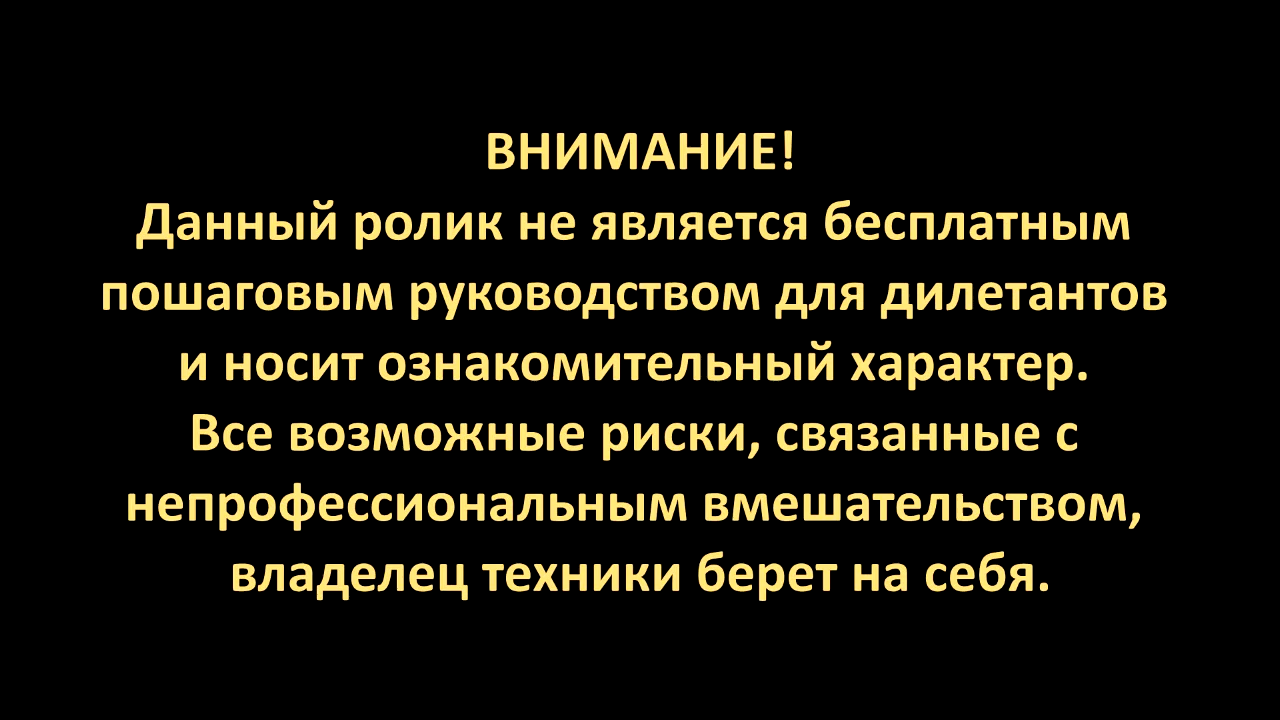 ВНИМАНИЕ!
Данный ролик не является бесплатным
пошаговым руководством для дилетантов
и носит ознакомительный характер.
Все возможные риски, связанные с
непрофессиональным вмешательством,
владелец техники берет на себя.